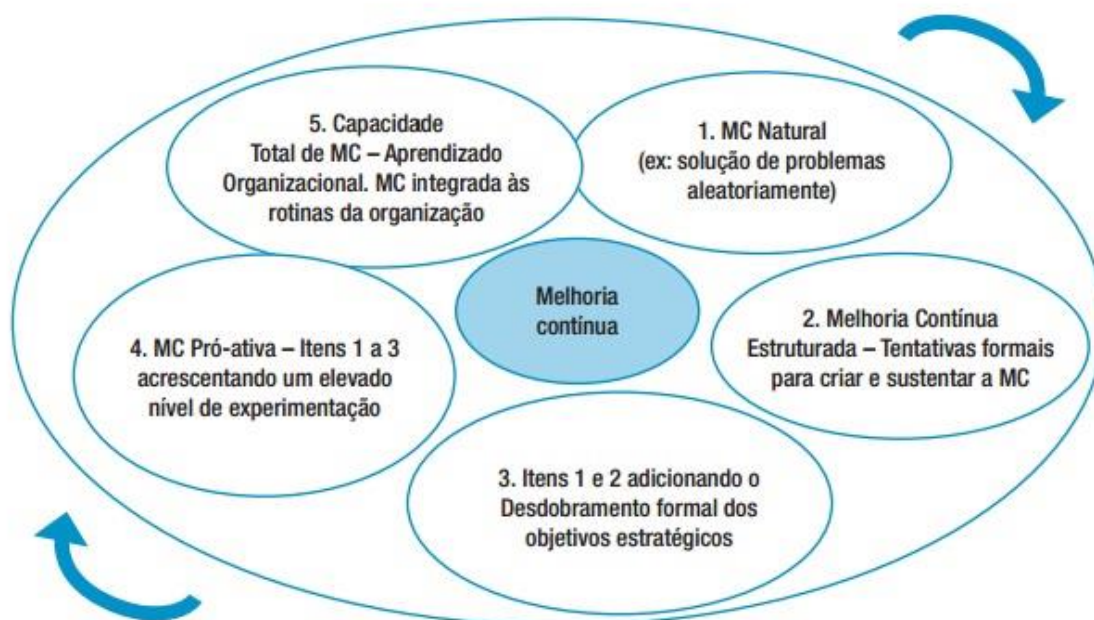 1. MC Natural
(ex: solução de problemas
aleatoriamente)
2. Melhoria Contínua
Estruturada – Tentativas formais
para criar e sustentar a MC
3. Itens 1 e 2 adicionando o
Desdobramento formal dos
objetivos estratégicos
4. MC Pró-ativa – Itens 1 a 3
acrescentando um elevado
nível de experimentação
5. Capacidade
Total de MC – Aprendizado
Organizacional. MC integrada às
rotinas da organização
Melhoria
contínua